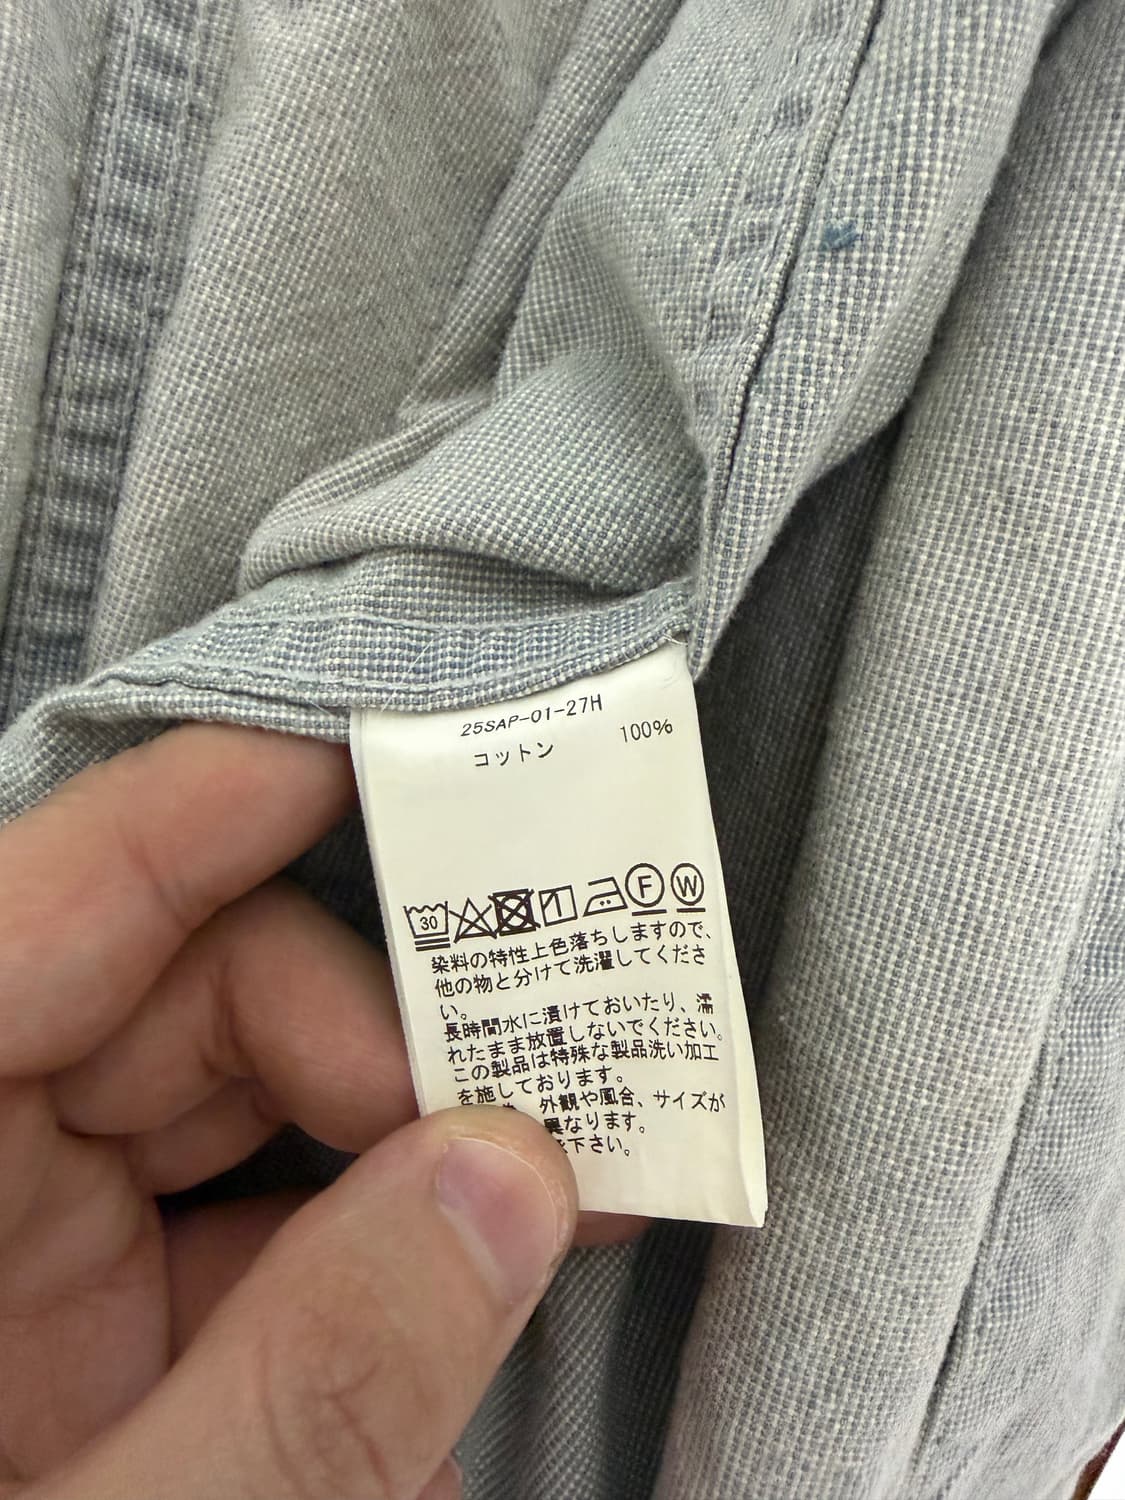 25SAP-01-27H
コットン 100%
30 1 F W
染料の特性上色落ちしますので、
他の物と分けて洗濯してくださ
い。
長時間水に漬けておいたり、濡
れたまま放置しないでください。
この製品は特殊な製品洗い加工
を施しております。
外観や風合、サイズが
異なります。
下さい。